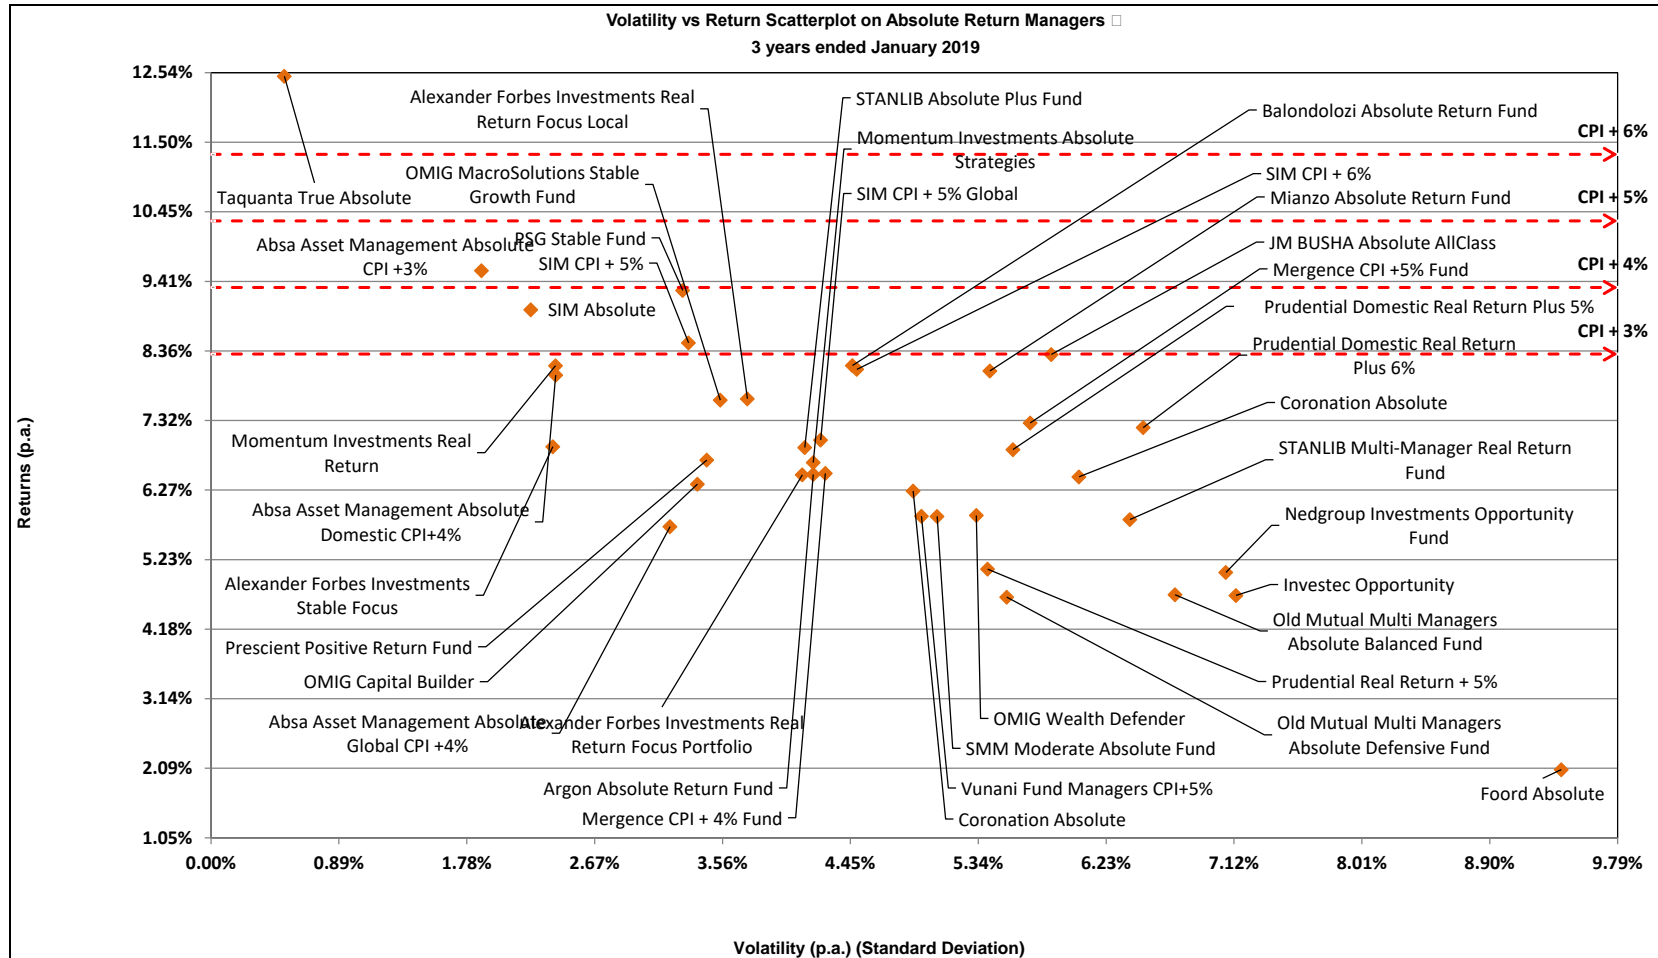 Volatility vs Return Scatterplot on Absolute Return Managers □
3 years ended January 2019
Returns (p.a.)
12.54%
11.50%
10.45%
9.41%
8.36%
7.32%
6.27%
5.23%
4.18%
3.14%
2.09%
1.05%
CPI + 6%
CPI + 5%
CPI + 4%
CPI + 3%
Taquanta True Absolute
Alexander Forbes Investments Real
Return Focus Local
OMIG MacroSolutions Stable
Growth Fund
Absa Asset Management Absolute
CPI +3%
PSG Stable Fund
SIM CPI + 5%
SIM Absolute
STANLIB Absolute Plus Fund
Momentum Investments Absolute
Strategies
SIM CPI + 5% Global
Balondolozi Absolute Return Fund
SIM CPI + 6%
Mianzo Absolute Return Fund
JM BUSHA Absolute AllClass
Mergence CPI +5% Fund
Prudential Domestic Real Return Plus 5%
Prudential Domestic Real Return
Plus 6%
Coronation Absolute
STANLIB Multi-Manager Real Return
Fund
Nedgroup Investments Opportunity
Fund
Investec Opportunity
Old Mutual Multi Managers
Absolute Balanced Fund
Prudential Real Return + 5%
Old Mutual Multi Managers
Absolute Defensive Fund
Foord Absolute
Momentum Investments Real
Return
Absa Asset Management Absolute
Domestic CPI+4%
Alexander Forbes Investments
Stable Focus
Prescient Positive Return Fund
OMIG Capital Builder
Absa Asset Management Absolute
Global CPI +4%
Alexander Forbes Investments Real
Return Focus Portfolio
Argon Absolute Return Fund
Mergence CPI + 4% Fund
OMIG Wealth Defender
SMM Moderate Absolute Fund
Vunani Fund Managers CPI+5%
Coronation Absolute
0.00% 0.89% 1.78% 2.67% 3.56% 4.45% 5.34% 6.23% 7.12% 8.01% 8.90% 9.79%
Volatility (p.a.) (Standard Deviation)